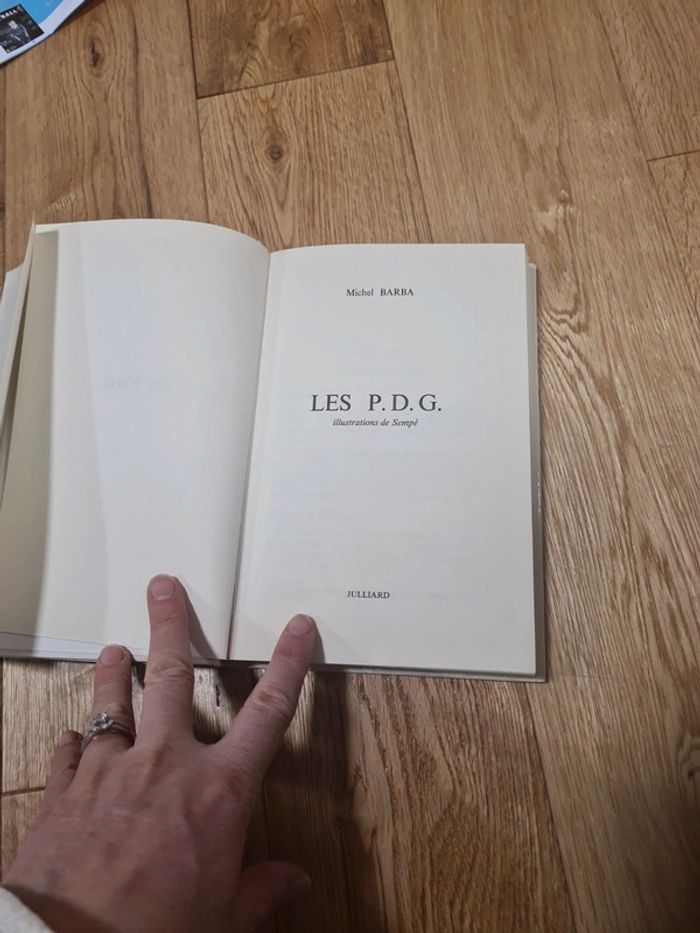 Michel BARBA
LES P. D. G.
illustrations de Sempé
JULLIARD